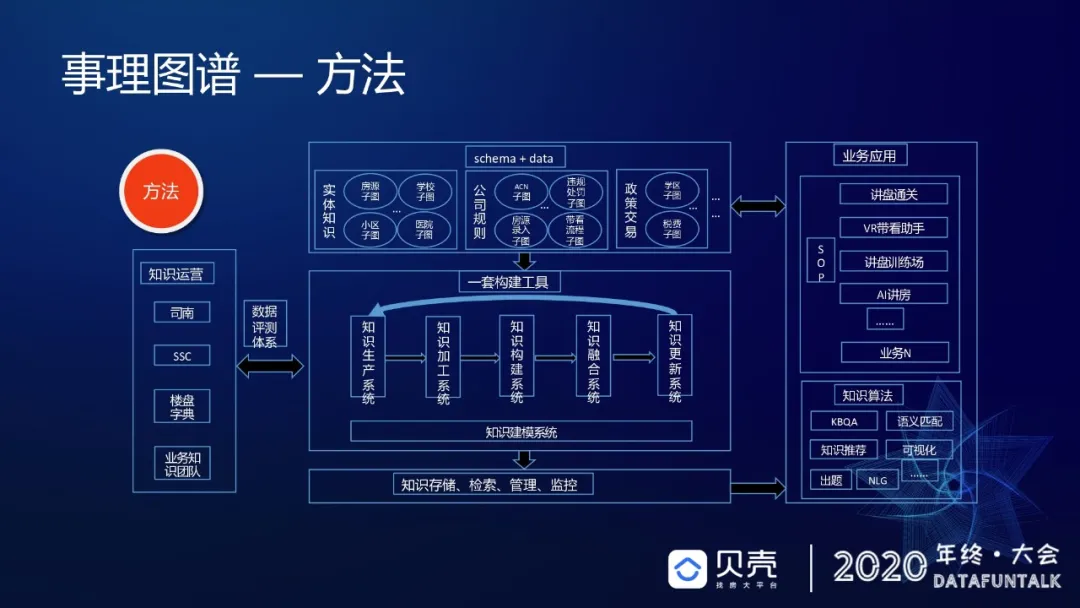 事理图谱 — 方法
方法
知识运营
司南
SSC
楼盘
字典
业务知
识团队
数据
评测
体系
schema + data
实体知识
房源
子图
学校
子图
...
小区
子图
医院
子图
公司规则
ACN
子图
违规
处罚
子图
...
房源
录入
子图
带看
流程
子图
政策交易
学区
子图
...
税费
子图
...
...
一套构建工具
知识生产系统
知识加工系统
知识构建系统
知识融合系统
知识更新系统
知识建模系统
知识存储、检索、管理、监控
业务应用
SOP
讲盘通关
VR带看助手
讲盘训练场
AI讲房
……
业务N
知识算法
KBQA
语义匹配
知识推荐
可视化
出题
NLG
……
贝壳
找房大平台
2020
年终·大会
DATAFUNTALK